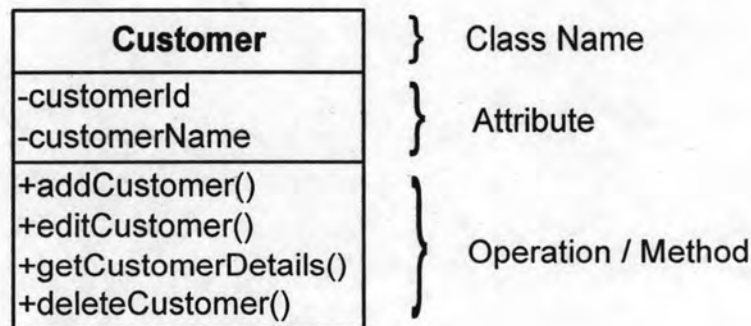 Customer
-customerId
-customerName
+addCustomer()
+editCustomer()
+getCustomerDetails()
+deleteCustomer()
} Class Name
} Attribute
} Operation / Method